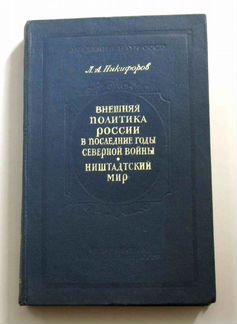 Л. А. Никифоров
ВНЕШНЯЯ
ПОЛИТИКА
РОССИИ
В ПОСЛЕДНИЕ ГОДЫ
СЕВЕРНОЙ ВОЙНЫ
•
НИШТАДТСКИЙ
МИР